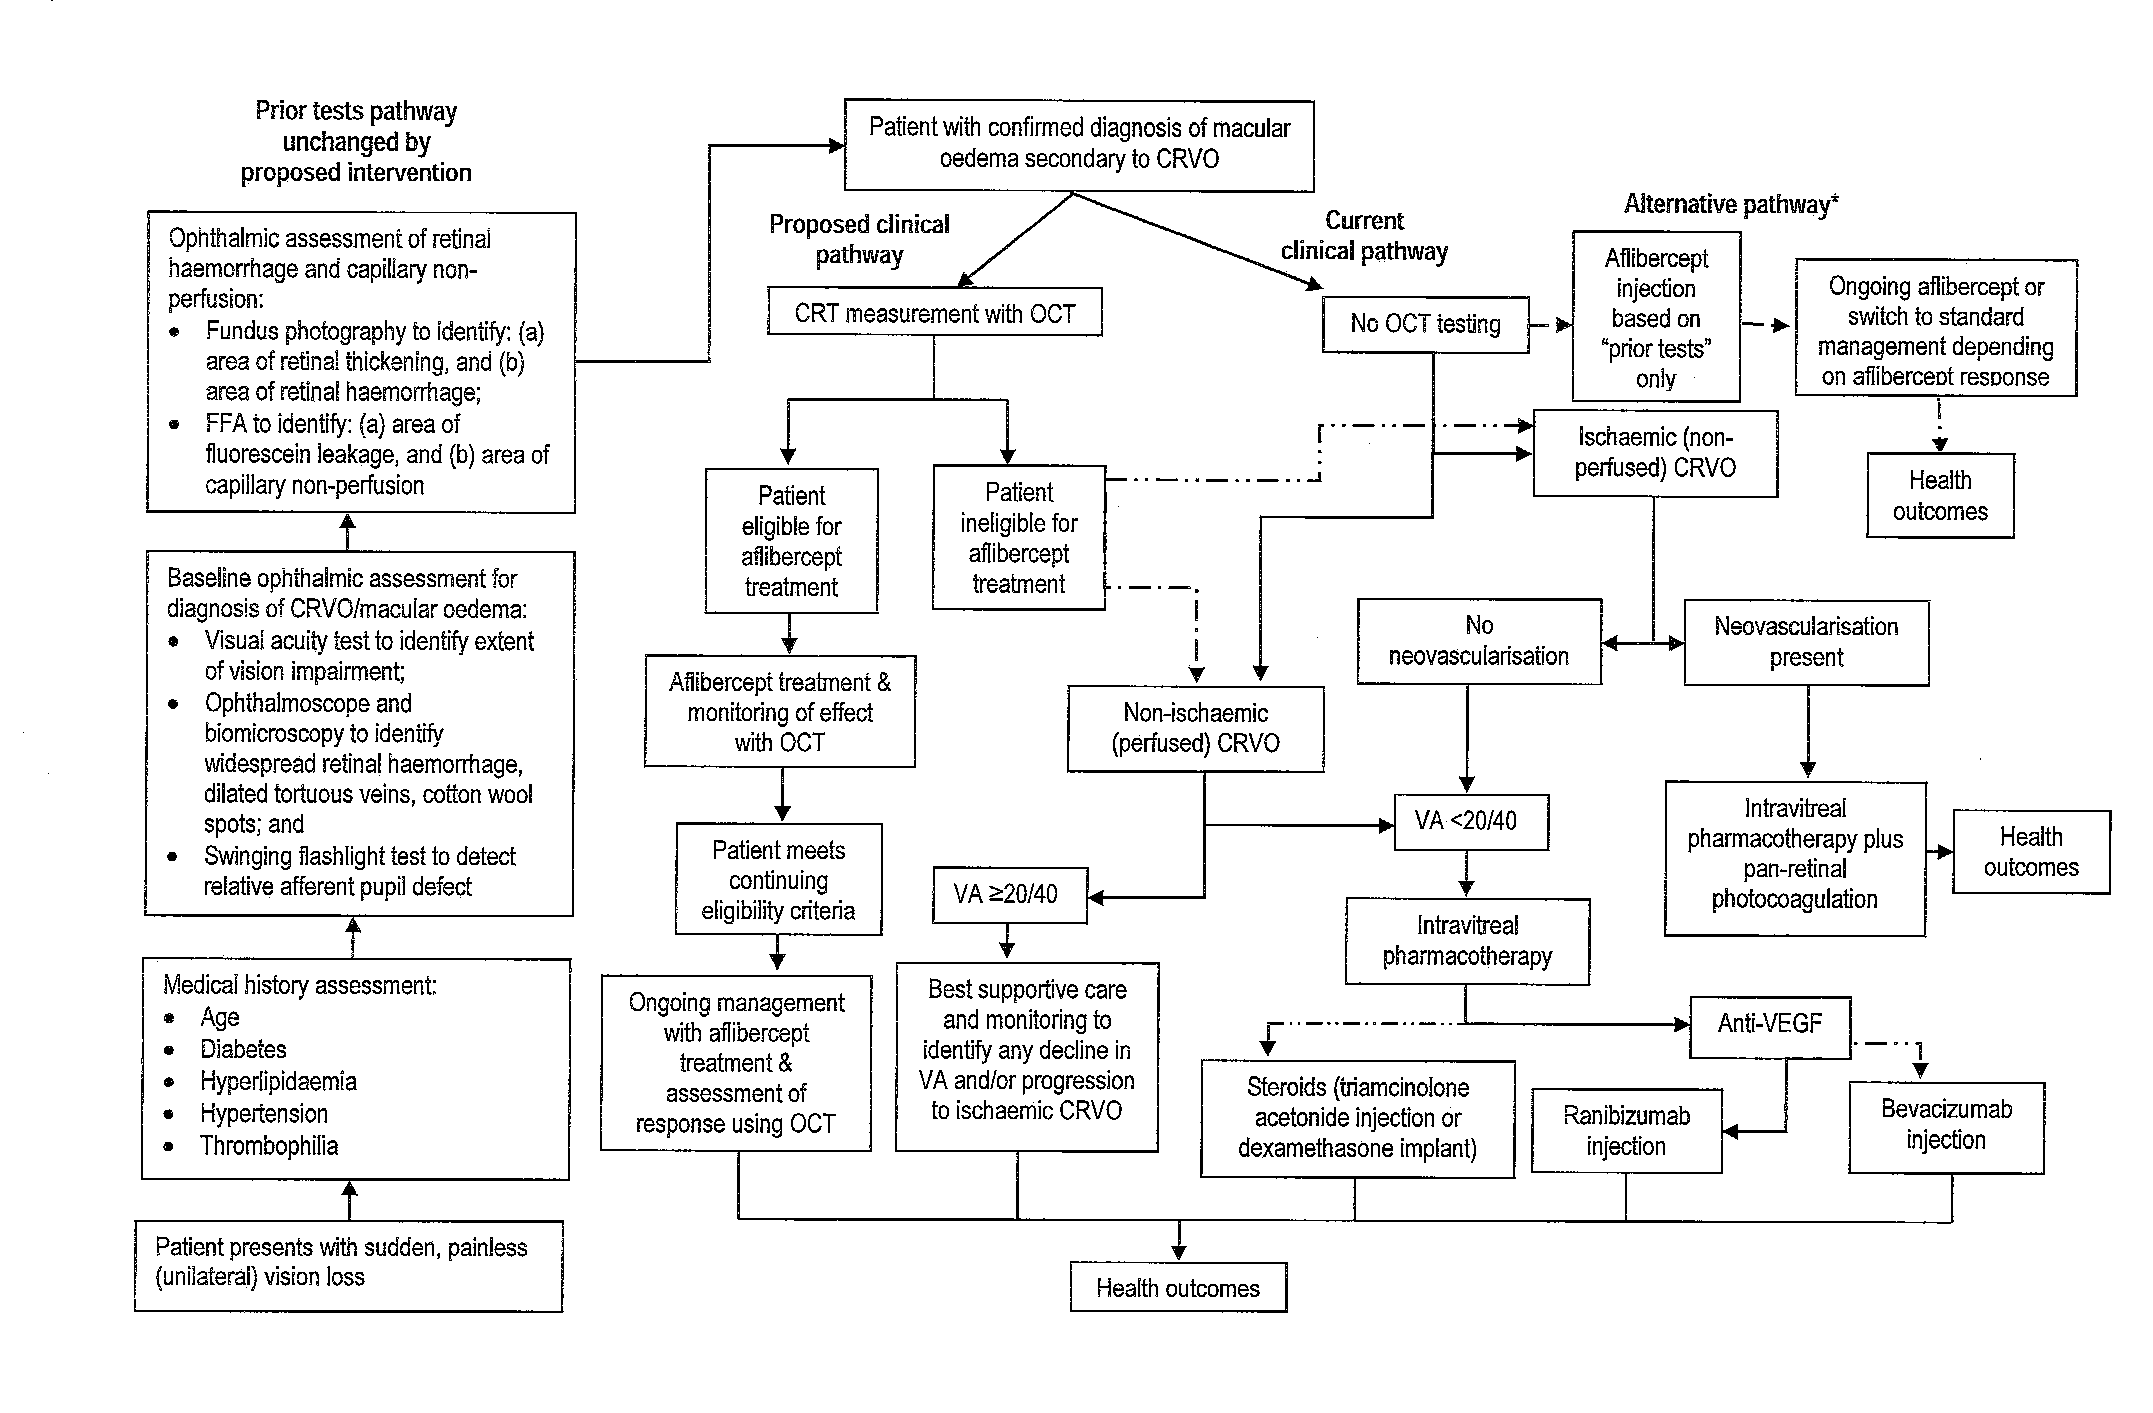 Prior tests pathway
unchanged by
proposed intervention
Ophthalmic assessment of retinal
haemorrhage and capillary non-
perfusion:
• Fundus photography to identify: (a)
area of retinal thickening, and (b)
area of retinal haemorrhage;
• FFA to identify: (a) area of
fluorescein leakage, and (b) area of
capillary non-perfusion
Baseline ophthalmic assessment for
diagnosis of CRVO/macular oedema:
• Visual acuity test to identify extent
of vision impairment;
• Ophthalmoscope and
biomicroscopy to identify
widespread retinal haemorrhage,
dilated tortuous veins, cotton wool
spots; and
• Swinging flashlight test to detect
relative afferent pupil defect
Medical history assessment:
• Age
• Diabetes
• Hyperlipidaemia
• Hypertension
• Thrombophilia
Patient presents with sudden, painless
(unilateral) vision loss
Patient with confirmed diagnosis of macular
oedema secondary to CRVO
Proposed clinical
pathway
CRT measurement with OCT
Patient
eligible for
aflibercept
treatment
Patient
ineligible for
aflibercept
treatment
Aflibercept treatment &
monitoring of effect
with OCT
Patient meets
continuing
eligibility criteria
Ongoing management
with aflibercept
treatment &
assessment of
response using OCT
Current
clinical pathway
No OCT testing
Alternative pathway*
Aflibercept
injection
based on
“prior tests”
only
Ongoing aflibercept or
switch to standard
management depending
on aflibercept response
Health
outcomes
Ischaemic (non-
perfused) CRVO
No
neovascularisation
Neovascularisation
present
Non-ischaemic
(perfused) CRVO
VA <20/40
VA ≥20/40
Intravitreal
pharmacotherapy plus
pan-retinal
photocoagulation
Health
outcomes
Best supportive care
and monitoring to
identify any decline in
VA and/or progression
to ischaemic CRVO
Intravitreal
pharmacotherapy
Anti-VEGF
Steroids (triamcinolone
acetonide injection or
dexamethasone implant)
Ranibizumab
injection
Bevacizumab
injection
Health outcomes